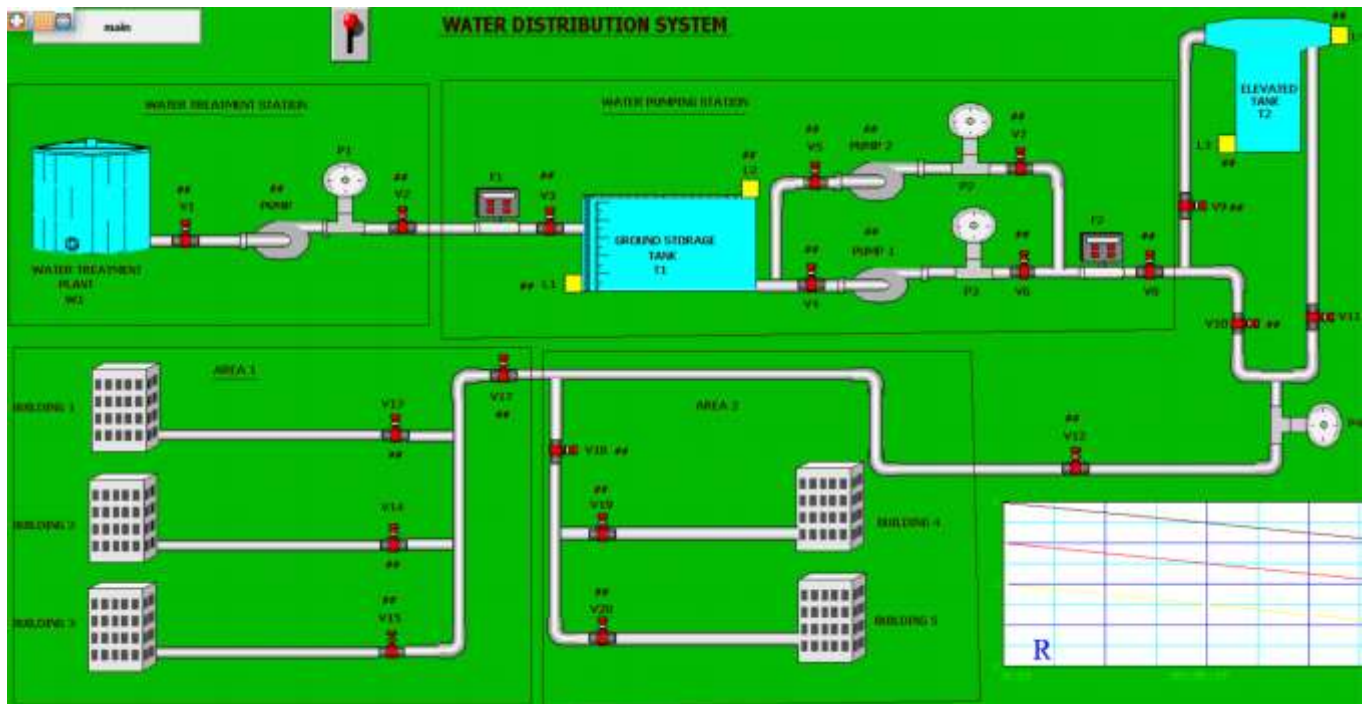 main
WATER DISTRIBUTION SYSTEM
##
ELEVATED
TANK
T2
L3
##
WATER TREATMENT STATION
P1
##
V1
##
PUMP
##
V2
WATER TREATMENT
PLANT
W1
WATER PUMPING STATION
F1
##
V3
##
L2
GROUND STORAGE
TANK
T1
## L1
##
V5
##
PUMP 2
P2
##
V7
##
##
PUMP 1
P3
##
V6
F2
##
V8
V9 ##
V10 ##
V11
AREA 1
BUILDING 1
V13
##
BUILDING 2
V14
##
BUILDING 3
##
V15
V17
##
AREA 2
V18 ##
##
V19
BUILDING 4
##
V20
BUILDING 5
##
V12
P4
R